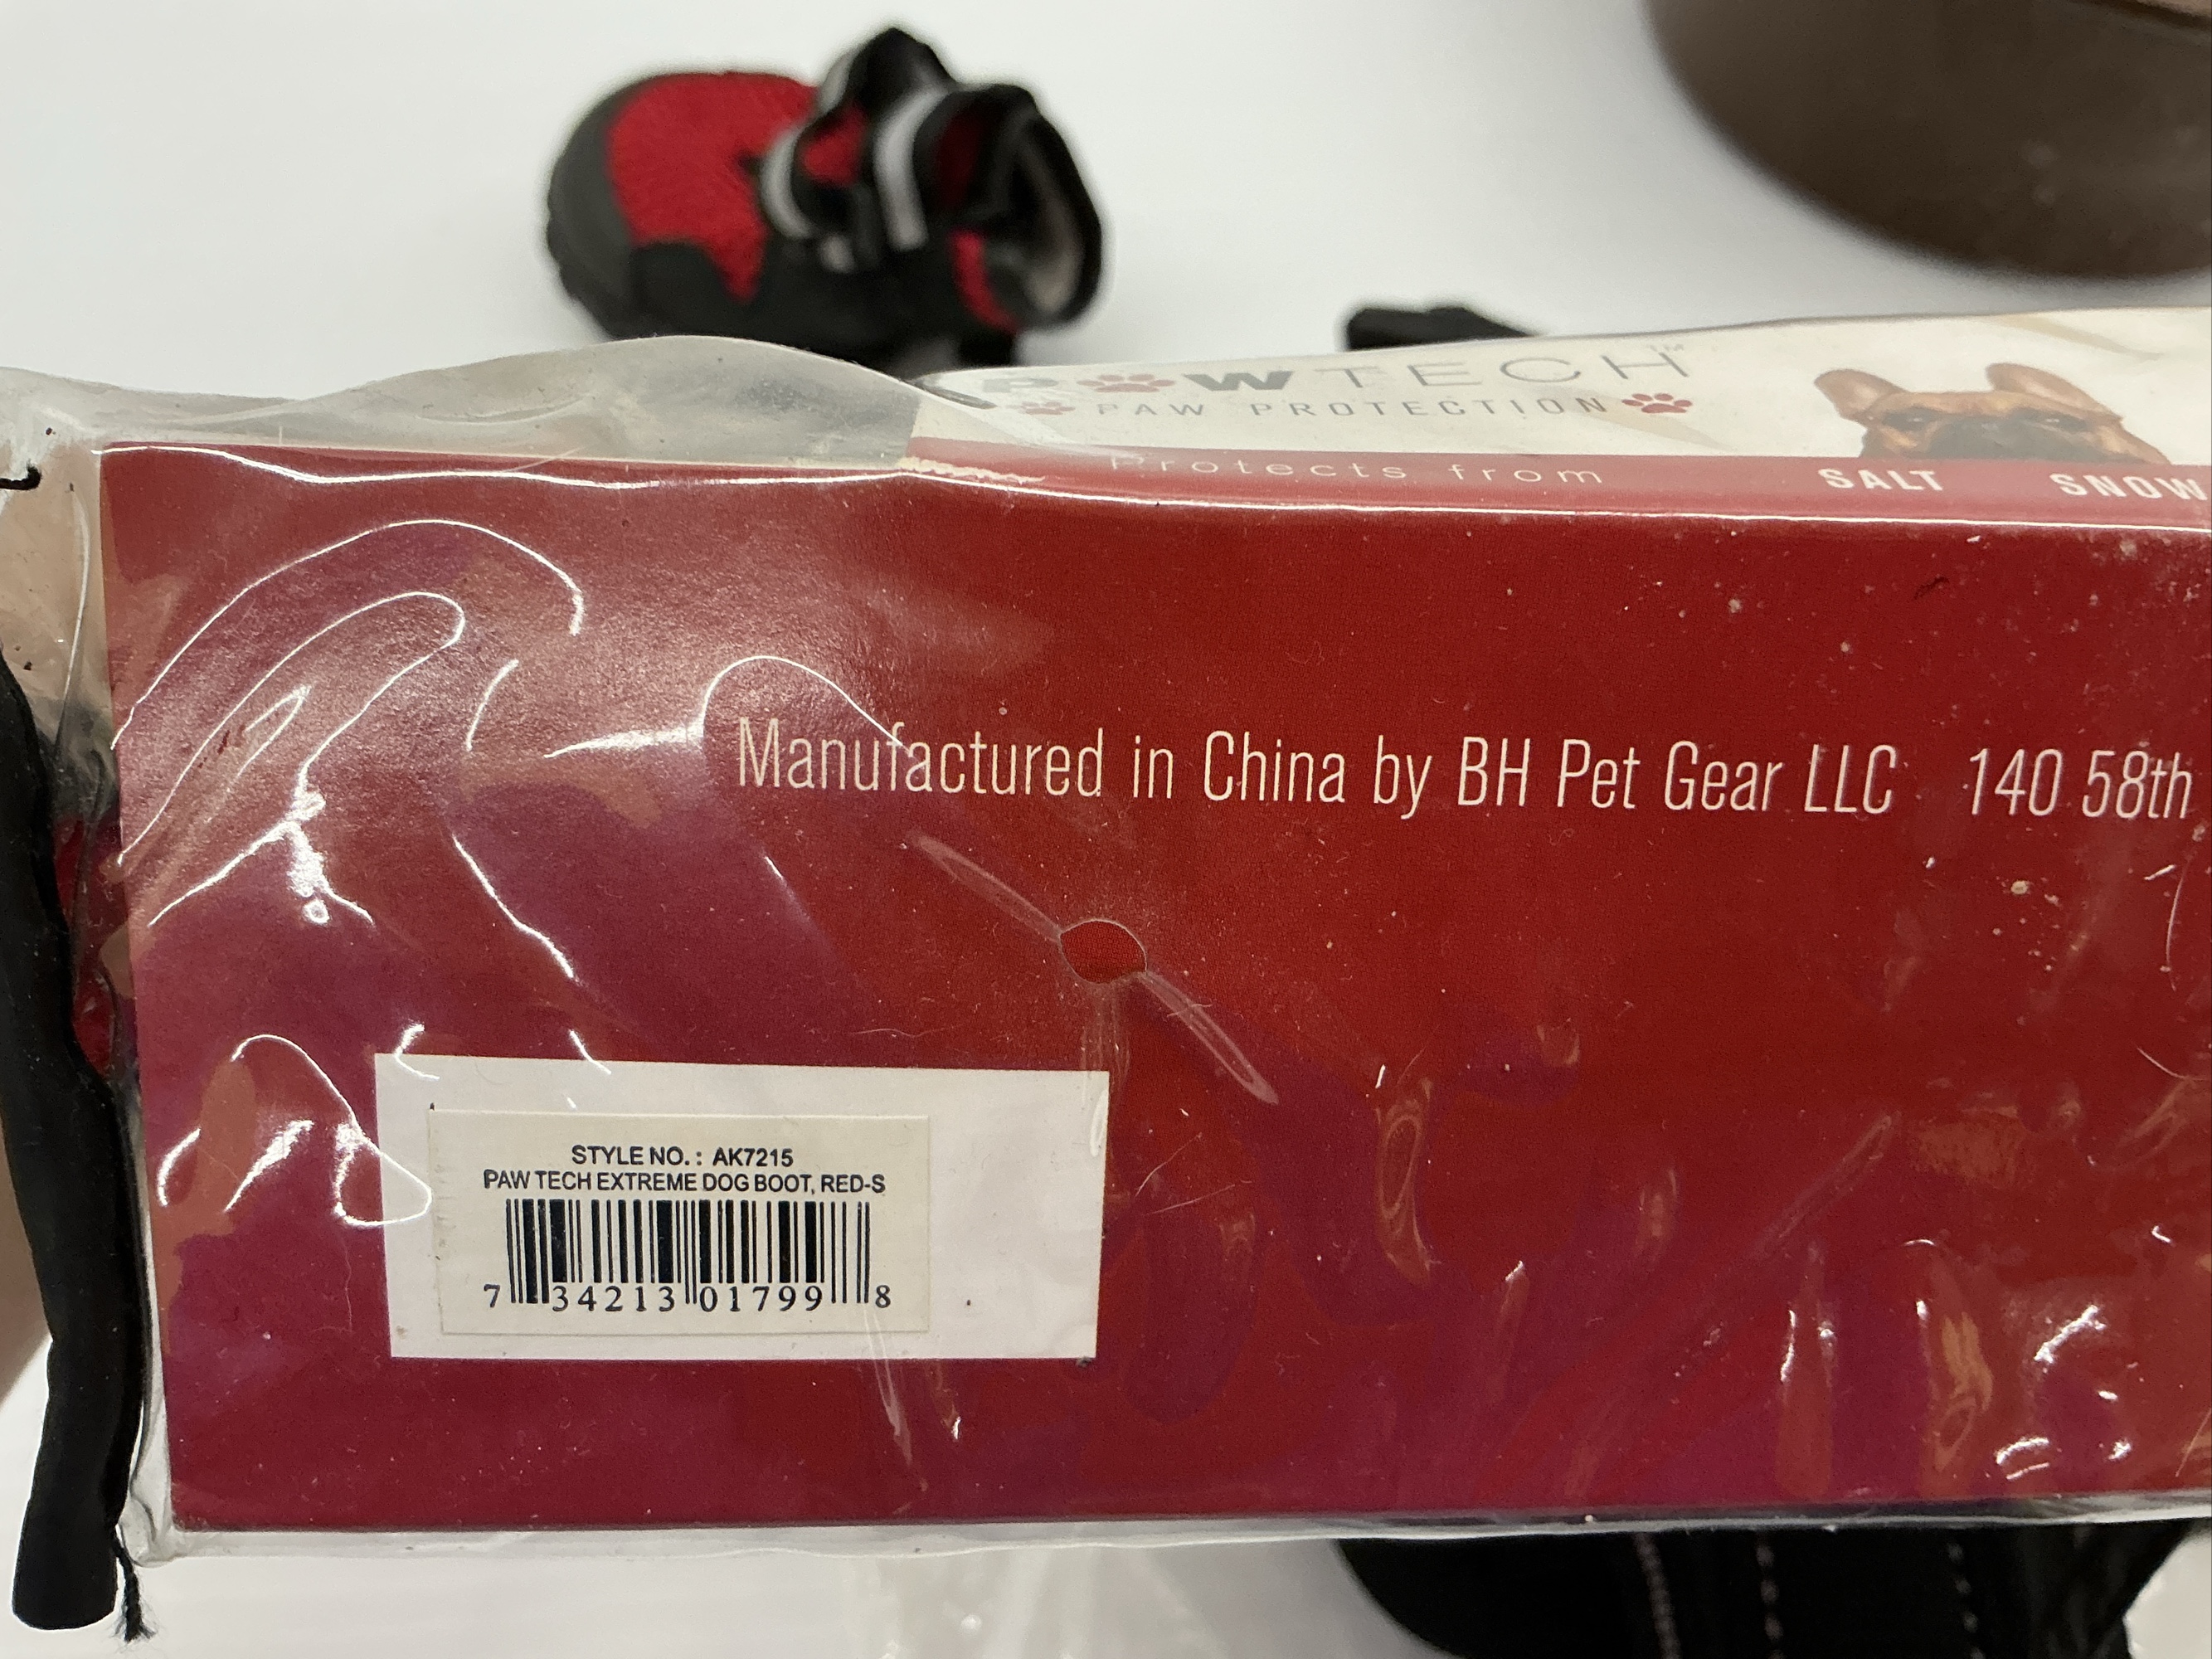 PAWTECH™
PAW PROTECTION
Protects from SALT SNOW
Manufactured in China by BH Pet Gear LLC 140 58th
STYLE NO.: AK7215
PAW TECH EXTREME DOG BOOT, RED-S
7 34213 01799 8